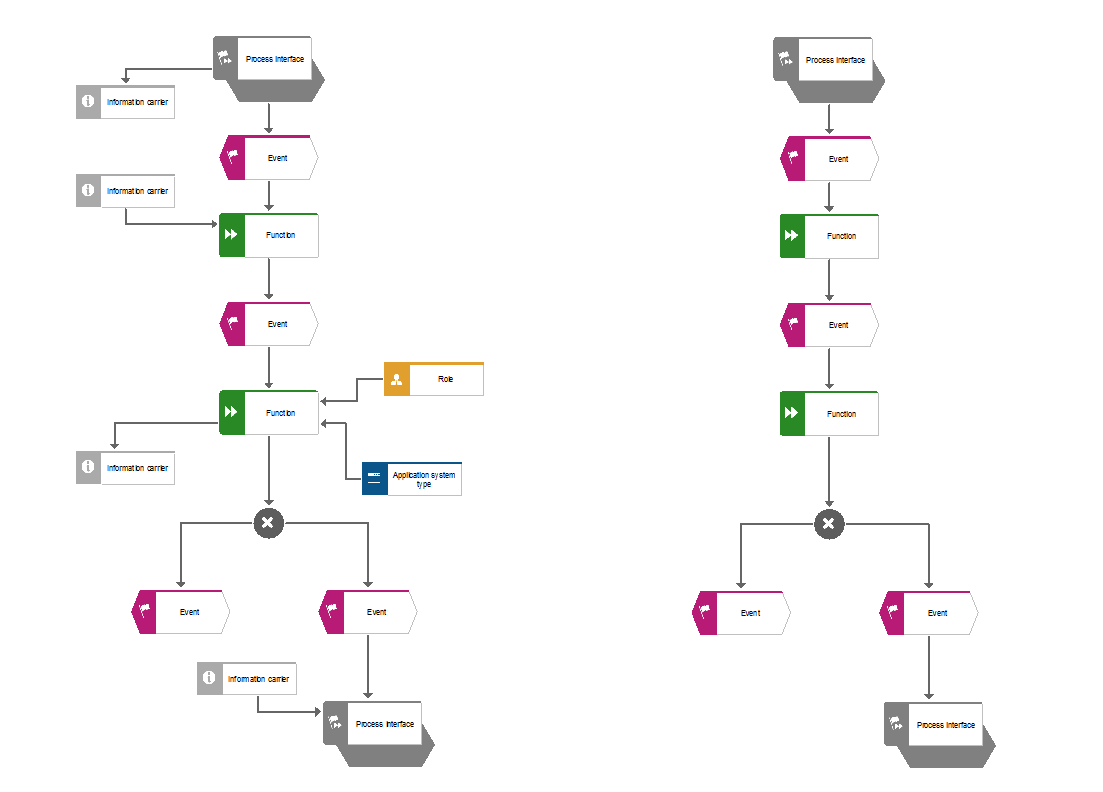 Process Interface
Information carrier
Event
Information carrier
Function
Event
Role
Function
Information carrier
Application system
type
Event
Event
Information carrier
Process Interface
Process Interface
Event
Function
Event
Function
Event
Event
Process Interface